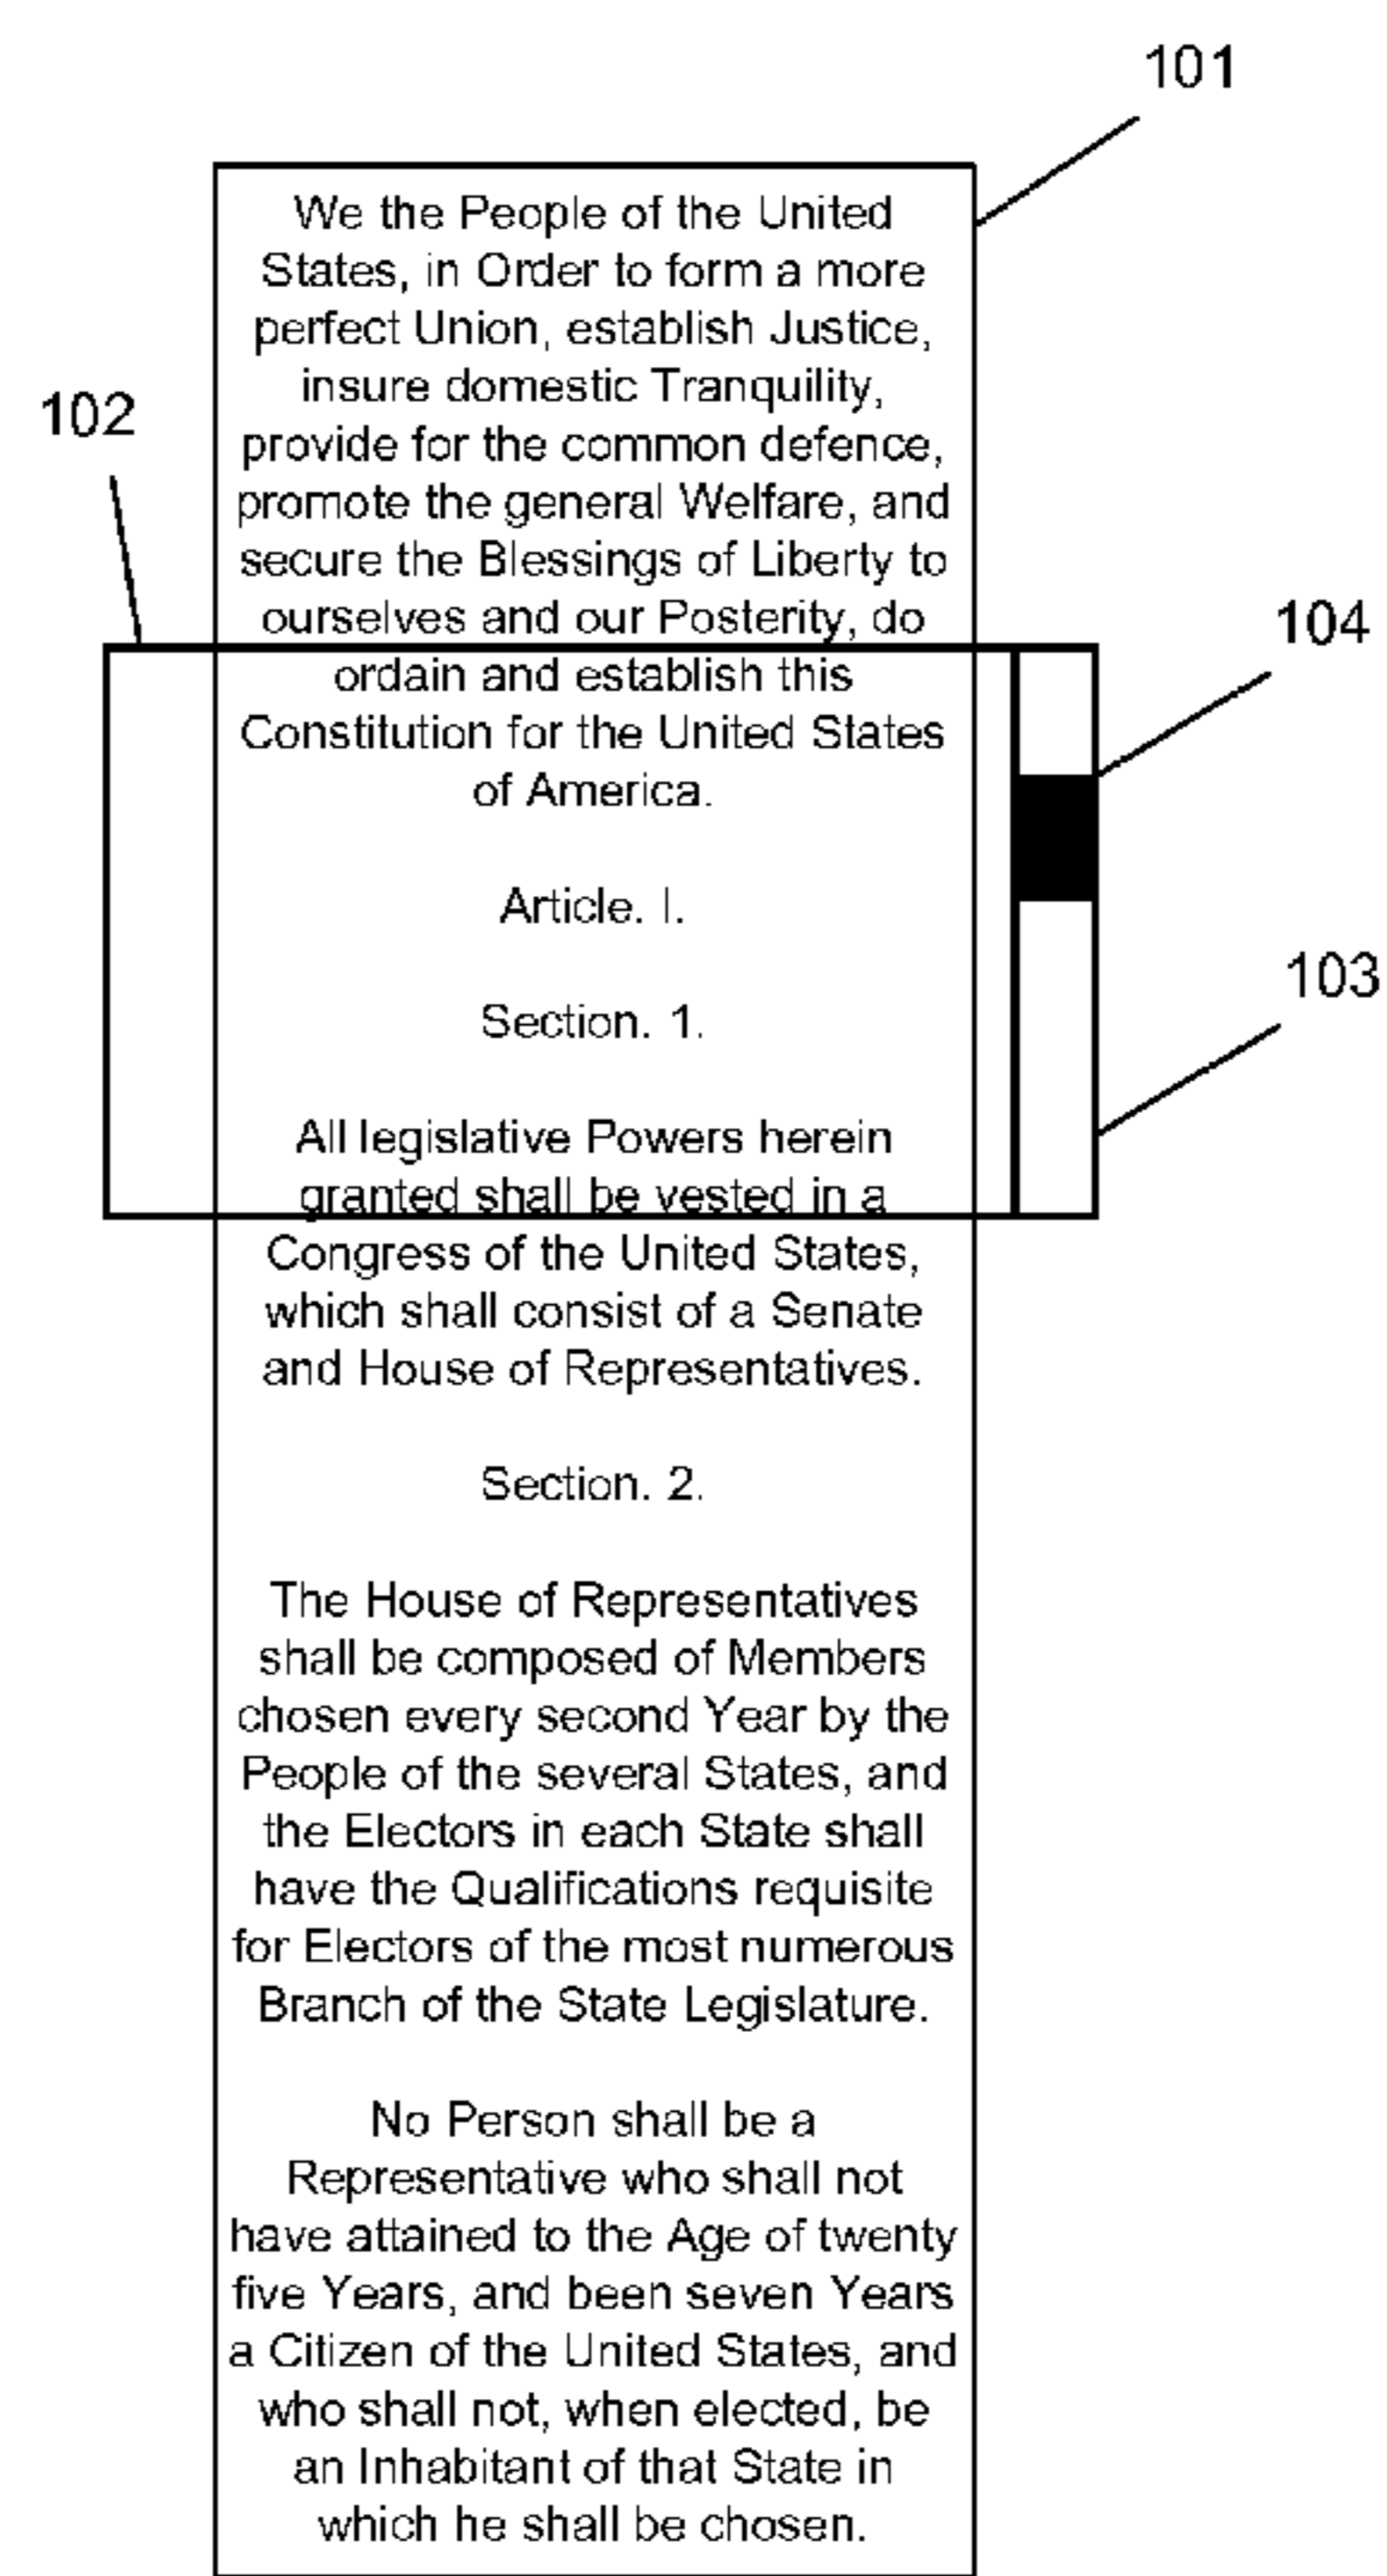 101
We the People of the United
States, in Order to form a more
perfect Union, establish Justice,
insure domestic Tranquility,
102
provide for the common defence,
promote the general Welfare, and
secure the Blessings of Liberty to
ourselves and our Posterity, do
104
ordain and establish this
Constitution for the United States
of America.
Article. I.
103
Section. 1.
All legislative Powers herein
granted shall be vested in a
Congress of the United States,
which shall consist of a Senate
and House of Representatives.
Section. 2.
The House of Representatives
shall be composed of Members
chosen every second Year by the
People of the several States, and
the Electors in each State shall
have the Qualifications requisite
for Electors of the most numerous
Branch of the State Legislature.
No Person shall be a
Representative who shall not
have attained to the Age of twenty
five Years, and been seven Years
a Citizen of the United States, and
who shall not, when elected, be
an Inhabitant of that State in
which he shall be chosen.